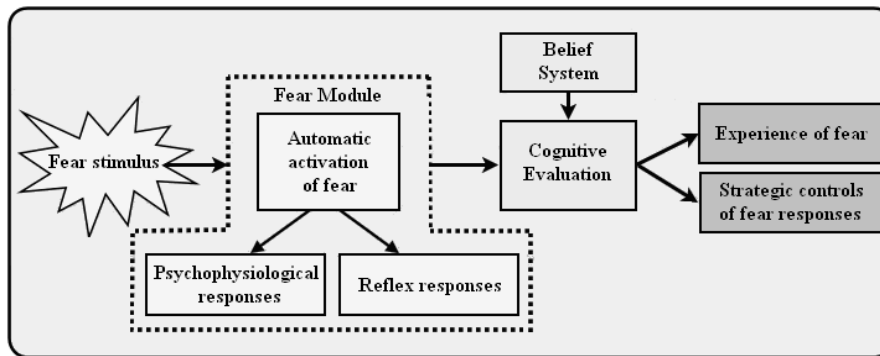 Fear stimulus
Fear Module
Automatic
activation
of fear
Psychophysiological
responses
Reflex responses
Belief
System
Cognitive
Evaluation
Experience of fear
Strategic controls
of fear responses